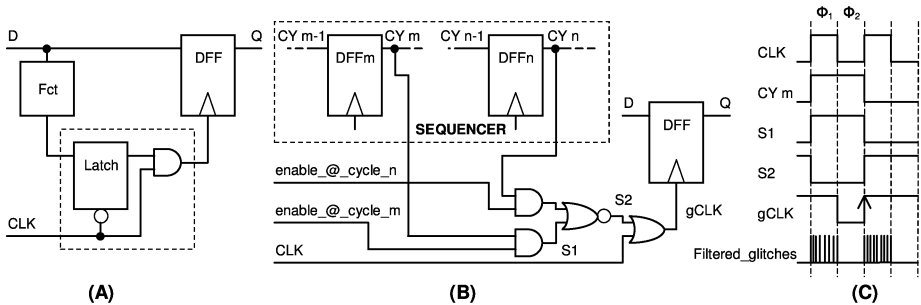 D
Q
DFF
Fct
Latch
CLK
(A)
CY m-1
CY m
CY n-1
CY n
DFFm
DFFn
SEQUENCER
D
Q
DFF
enable_@_cycle_n
enable_@_cycle_m
CLK
S2
S1
gCLK
(B)
Φ1 Φ2
CLK
CY m
S1
S2
gCLK
Filtered_glitches
(C)